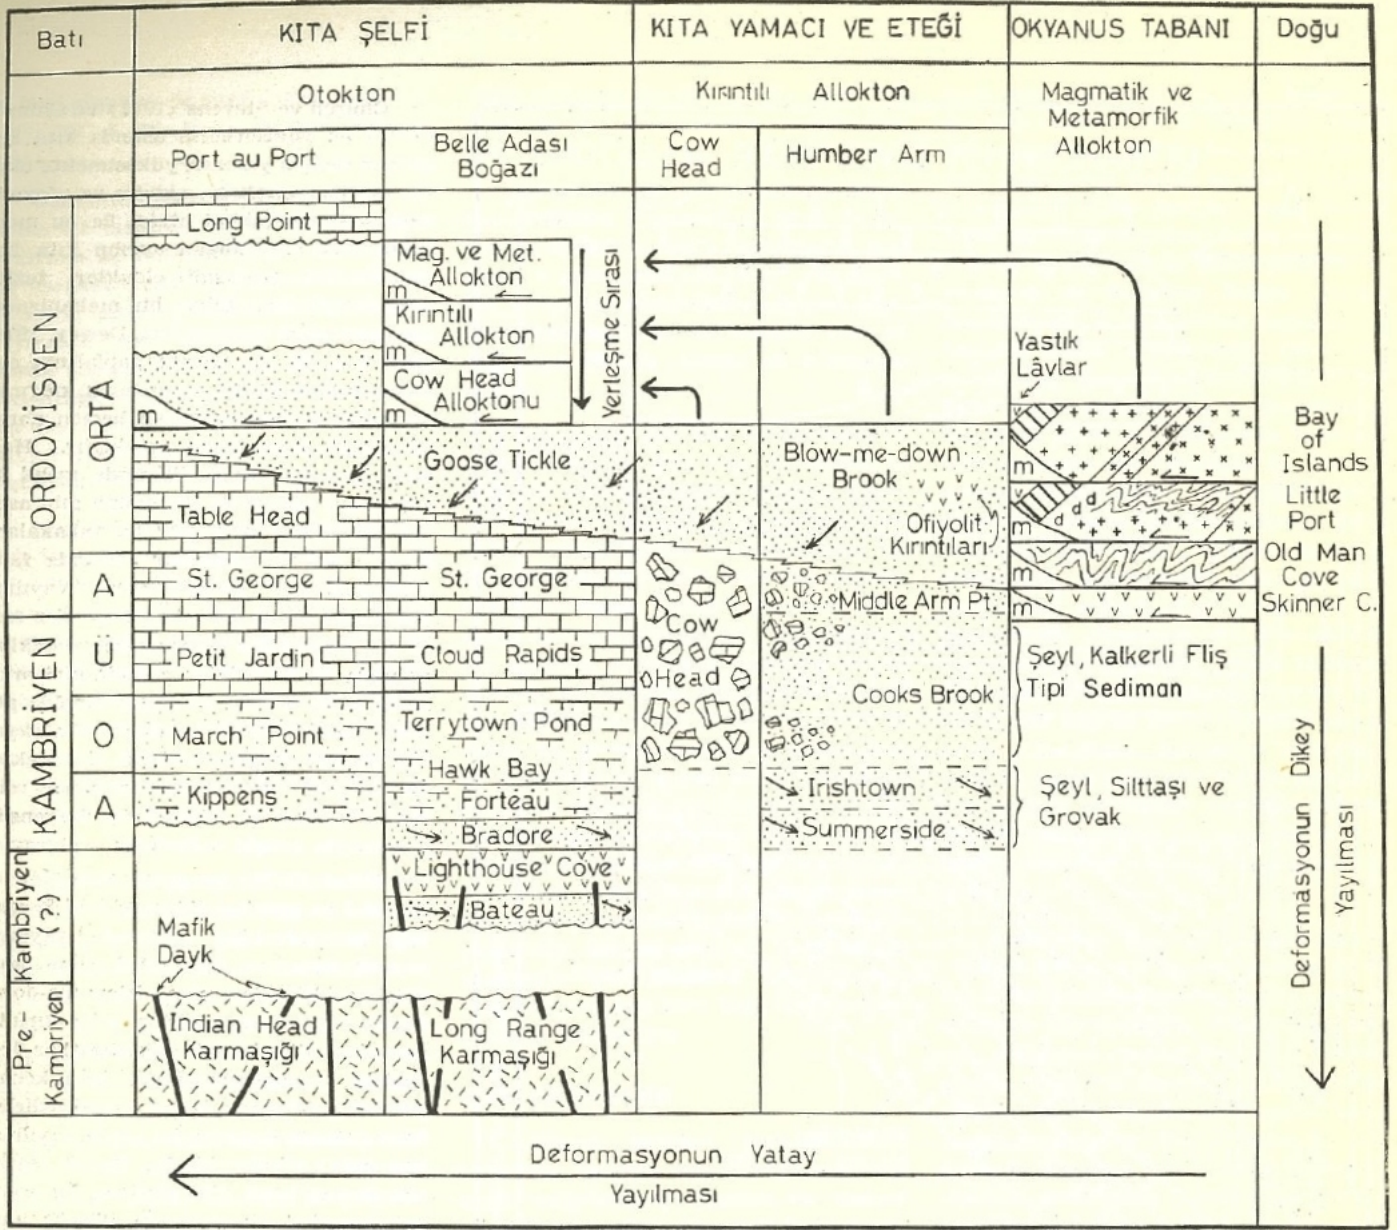 Batı
KITA ŞELFİ
KITA YAMACI VE ETEĞİ
OKYANUS TABANI
Doğu
Otokton
Kırıntılı Allokton
Magmatik ve
Metamorfik
Allokton
Port au Port
Belle Adası
Boğazı
Cow
Head
Humber Arm
ORDOVİSYEN
ORTA
A
KAMBRİYEN
Ü
O
A
Pre-Kambriyen
(?)
Pre-
Kambriyen
Long Point
m
Table Head
St. George
Petit Jardin
March Point
Kippens
Mafik
Dayk
Indian Head
Karmaşığı
Mag. ve Met.
Allokton
m
Kırıntılı
Allokton
m
Cow Head
Alloktonu
m
Yerleşme Sırası
Goose Tickle
St. George
Cloud Rapids
Terrytown Pond
Hawk Bay
Forteau
Bradore
Lighthouse Cove
Bateau
Long Range
Karmaşığı
Cow
Head
Blow-me-down
Brook
Ofiyolit
Kırıntıları
Middle Arm Pt.
Cooks Brook
Irishtown
Summerside
Yastık
Lâvlar
m
d
d
m
m
m
Şeyl, Kalkerli Fliş
Tipi Sediman
Şeyl, Silttaşı ve
Grovak
Bay
of
Islands
Little
Port
Old Man
Cove
Skinner C.
Deformasyonun Dikey
Yayılması
Deformasyonun Yatay
Yayılması